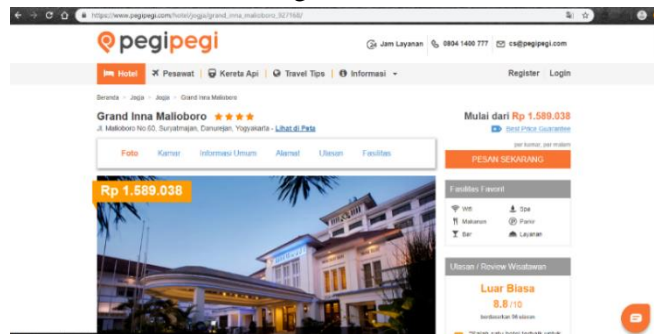 https://www.pegipegi.com/hotel/jogja/grand_inna_malioboro_927168/
pegipegi
Jam Layanan
0804 1400 777
cs@pegipegi.com
Hotel
Pesawat
Kereta Api
Travel Tips
Informasi
Register
Login
Beranda
Jogja
Jogja
Grand Inna Malioboro
Grand Inna Malioboro
Jl. Malioboro No.60, Suryatmajan, Danurejan, Yogyakarta - Lihat di Peta
Mulai dari Rp 1.589.038
Best Price Guarantee
per kamar, per malam
PESAN SEKARANG
Foto
Kamar
Informasi Umum
Alamat
Ulasan
Fasilitas
Rp 1.589.038
Fasilitas Favorit
Wifi
Spa
Makanan
Parkir
Bar
Layanan
Ulasan / Review Wisatawan
Luar Biasa
8.8/10